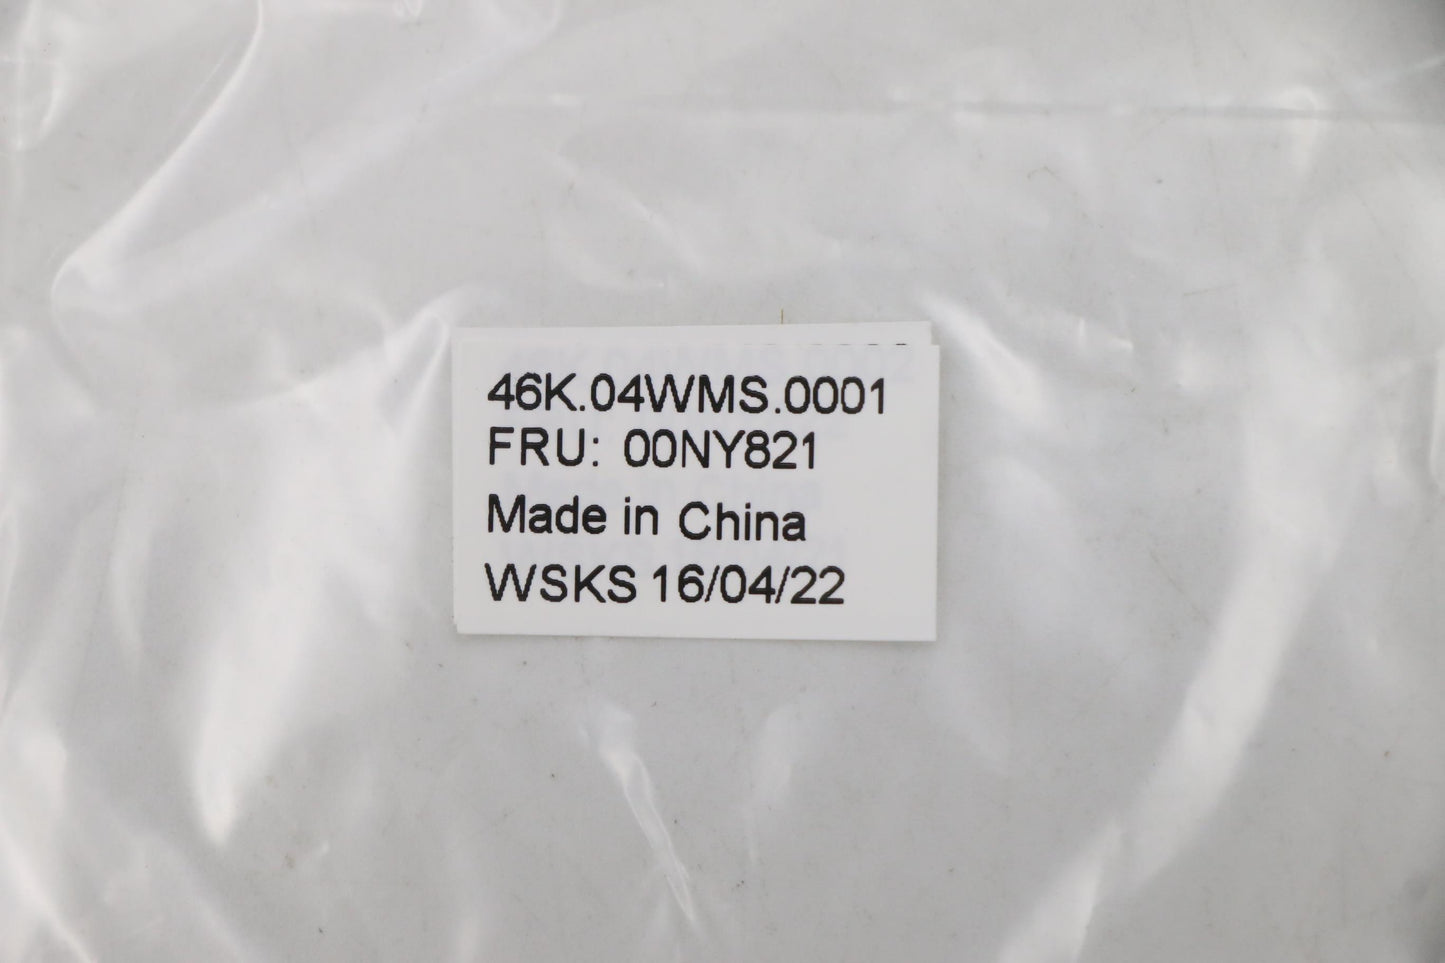 46K.04WMS.0001
FRU: 00NY821
Made in China
WSKS 16/04/22